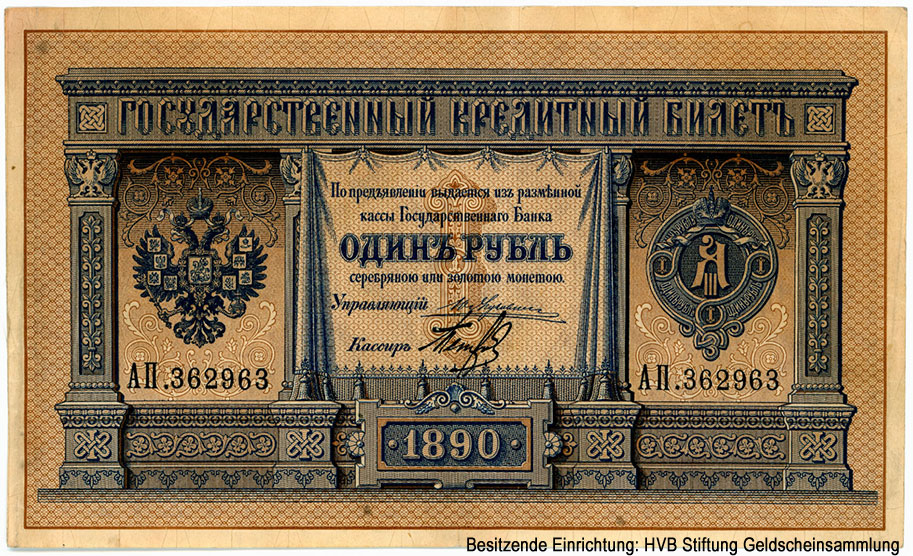 ГОСУДАРСТВЕННЫЙ КРЕДИТНЫЙ БИЛЕТЪ
По предъявленіи выдается изъ размѣнной
кассы Государственнаго Банка
ОДИНЪ РУБЛЬ
серебряною или золотою монетою.
Управляющій
Кассиръ
АП.362963
АП.362963
1890
Besitzende Einrichtung: HVB Stiftung Geldscheinsammlung